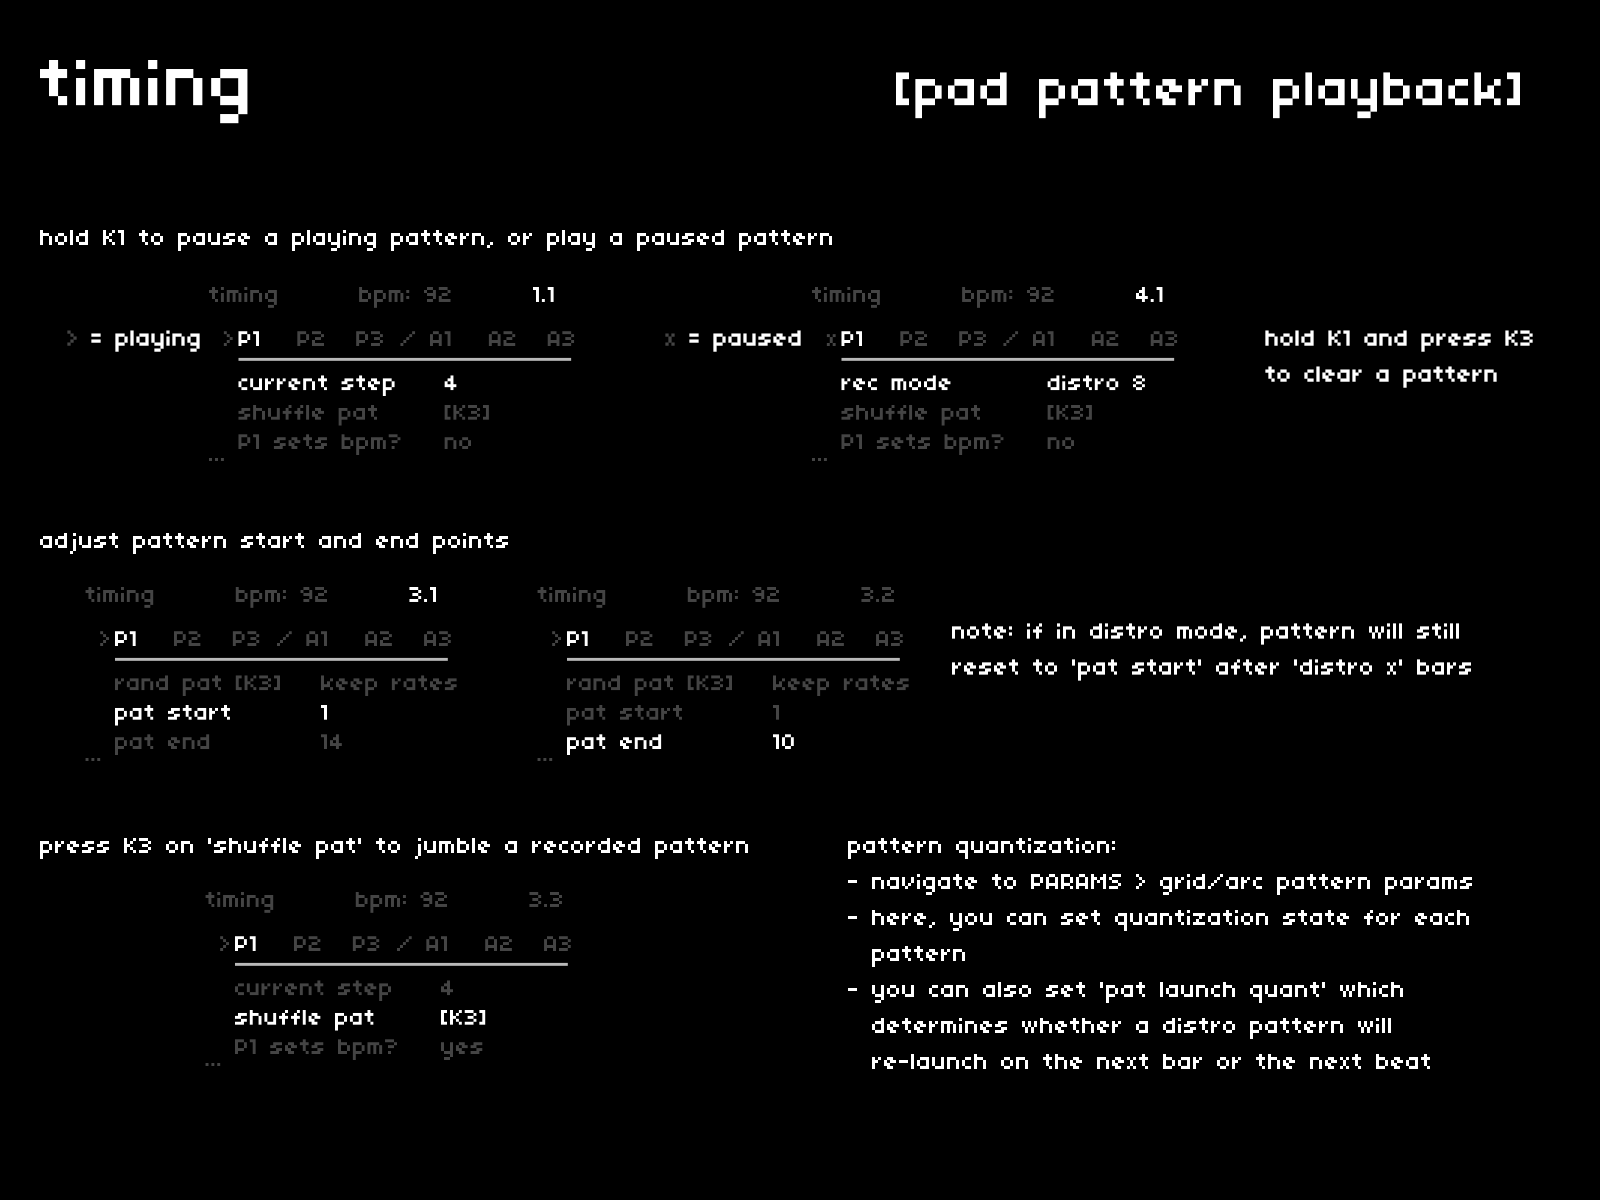 timing
[pad pattern playback]
hold K1 to pause a playing pattern, or play a paused pattern
timing bpm: 92 1.1
> = playing >P1 P2 P3 / A1 A2 A3
current step 4
shuffle pat [K3]
P1 sets bpm? no
...
timing bpm: 92 4.1
x = paused xP1 P2 P3 / A1 A2 A3
rec mode distro 8
shuffle pat [K3]
P1 sets bpm? no
...
hold K1 and press K3
to clear a pattern
adjust pattern start and end points
timing bpm: 92 3.1
>P1 P2 P3 / A1 A2 A3
rand pat [K3] keep rates
pat start 1
pat end 14
...
timing bpm: 92 3.2
>P1 P2 P3 / A1 A2 A3
rand pat [K3] keep rates
pat start 1
pat end 10
...
note: if in distro mode, pattern will still
reset to 'pat start' after 'distro x' bars
press K3 on 'shuffle pat' to jumble a recorded pattern
timing bpm: 92 3.3
>P1 P2 P3 / A1 A2 A3
current step 4
shuffle pat [K3]
P1 sets bpm? yes
...
pattern quantization:
- navigate to PARAMS > grid/arc pattern params
- here, you can set quantization state for each
pattern
- you can also set 'pat launch quant' which
determines whether a distro pattern will
re-launch on the next bar or the next beat